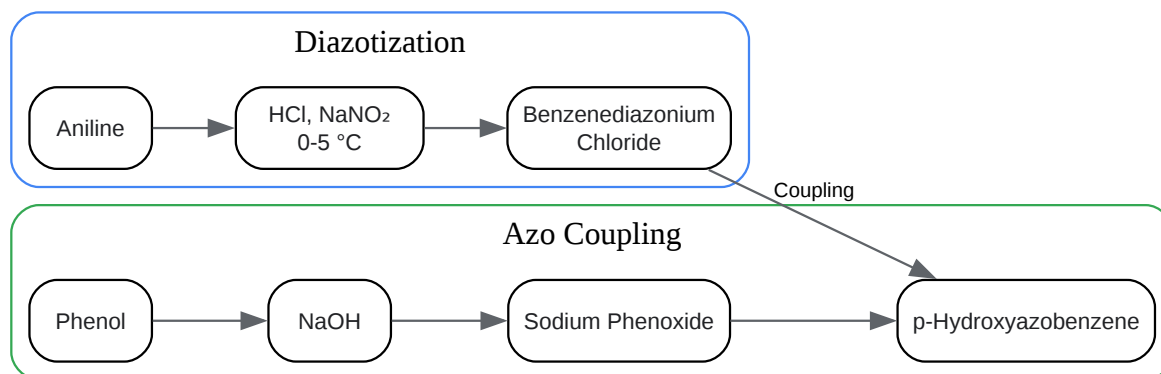 Diazotization
Aniline
HCl, NaNO₂
0-5 °C
Benzenediazonium
Chloride
Coupling
Azo Coupling
Phenol
NaOH
Sodium Phenoxide
p-Hydroxyazobenzene